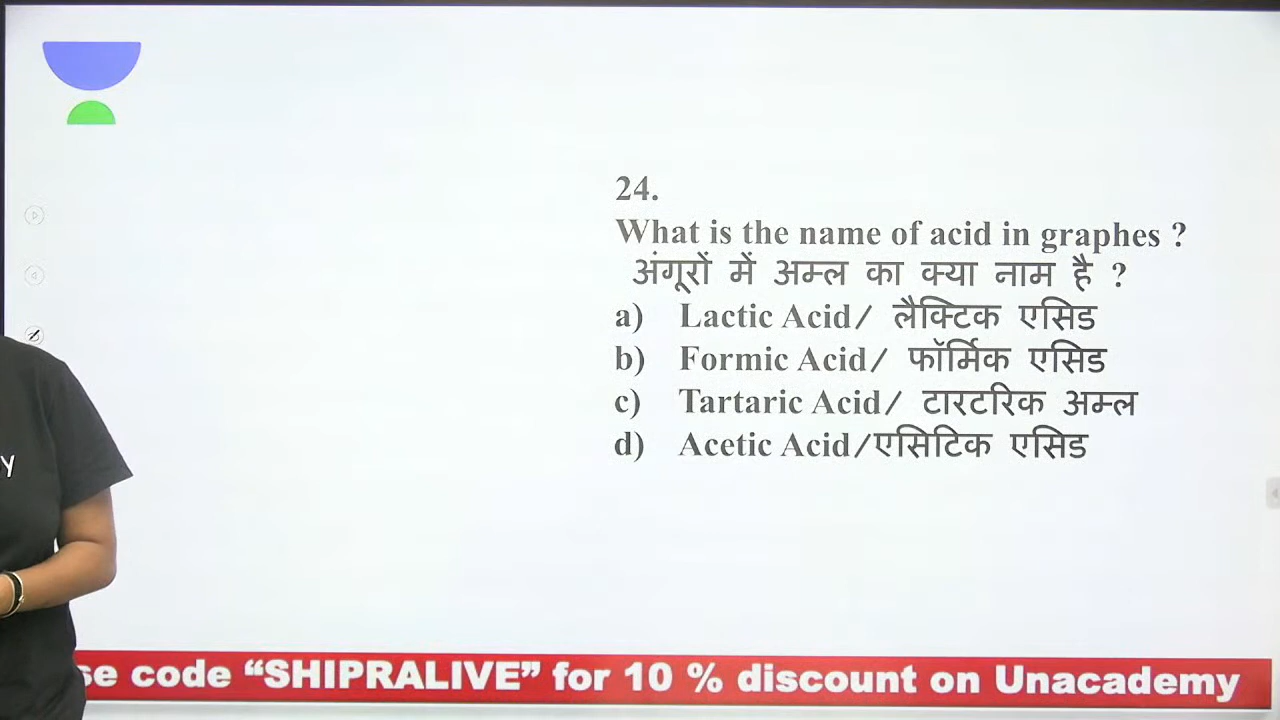 24.
What is the name of acid in graphes ?
अंगूरों में अम्ल का क्या नाम है ?
a) Lactic Acid/ लैक्टिक एसिड
b) Formic Acid/ फॉर्मिक एसिड
c) Tartaric Acid/ टारटरिक अम्ल
d) Acetic Acid/एसिटिक एसिड
Y
se code “SHIPRALIVE” for 10 % discount on Unacademy